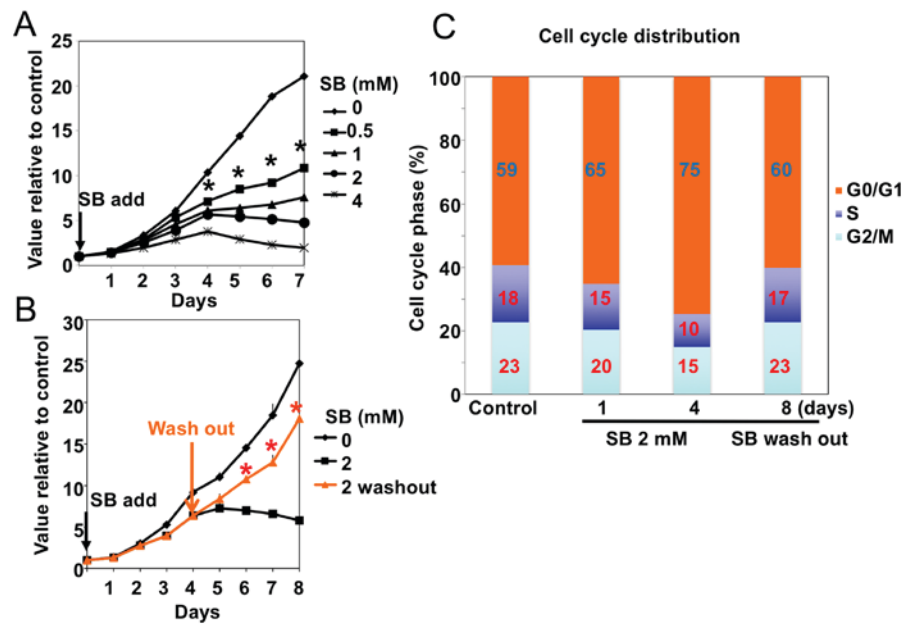 A
25
20
15
10
5
0
Value relative to control
SB add
* * * *
1 2 3 4 5 6 7
Days
SB (mM)
0
0.5
1
2
4
B
30
25
20
15
10
5
0
Value relative to control
SB add
Wash out
* * *
1 2 3 4 5 6 7 8
Days
SB (mM)
0
2
2 washout
C
Cell cycle distribution
100
80
60
40
20
0
Cell cycle phase (%)
59 65 75 60
18 15 10 17
23 20 15 23
G0/G1
S
G2/M
Control 1 4 8 (days)
SB 2 mM SB wash out